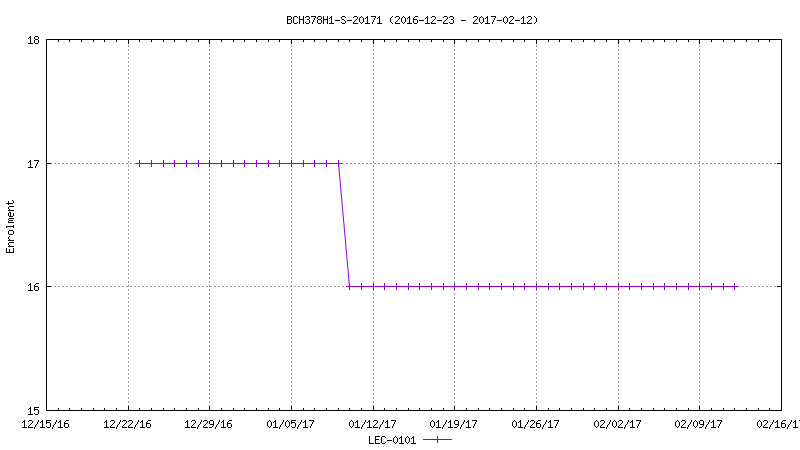 BCH378H1-S-20171 (2016-12-23 - 2017-02-12)
18
17
16
15
Enrolment
12/15/16 12/22/16 12/29/16 01/05/17 01/12/17 01/19/17 01/26/17 02/02/17 02/09/17 02/16/17
LEC-0101